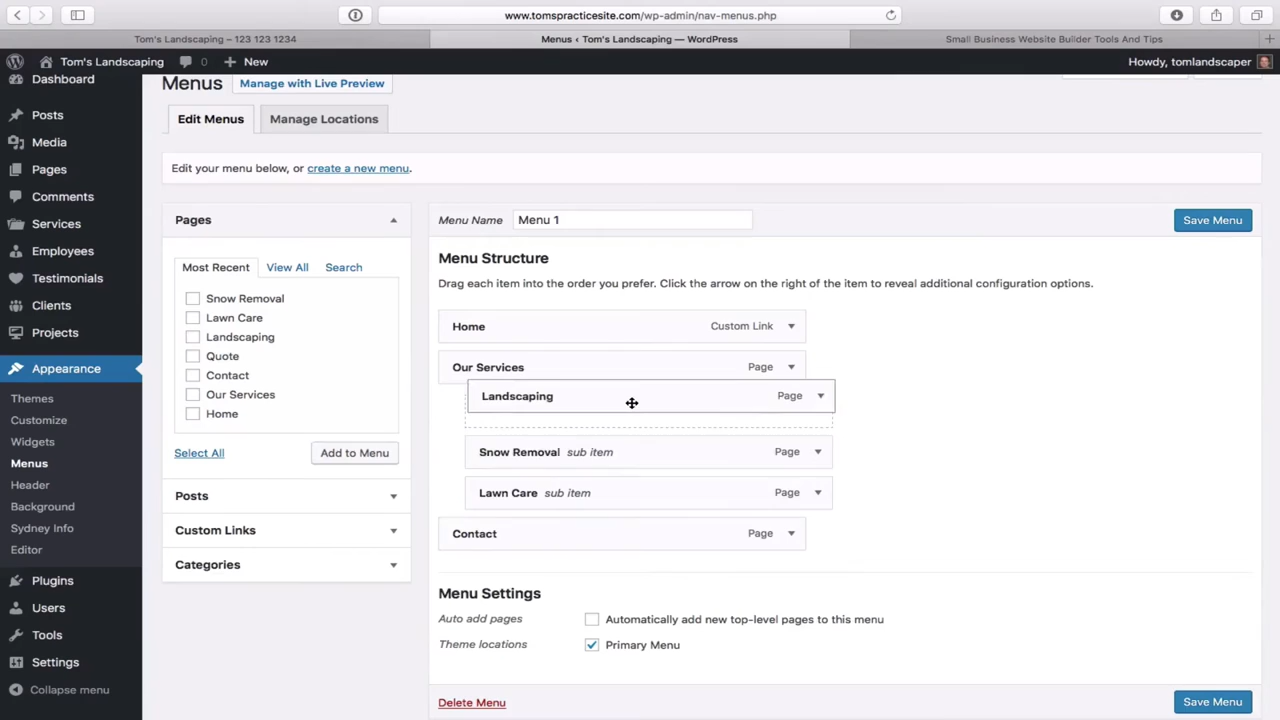 www.tomspracticesite.com/wp-admin/nav-menus.php
Tom's Landscaping – 123 123 1234
Menus ‹ Tom's Landscaping — WordPress
Small Business Website Builder Tools And Tips
Tom's Landscaping 0 New Howdy, tomlandscaper
Dashboard
Posts
Media
Pages
Comments
Services
Employees
Testimonials
Clients
Projects
Appearance
Themes
Customize
Widgets
Menus
Header
Background
Sydney Info
Editor
Plugins
Users
Tools
Settings
Collapse menu
Menus Manage with Live Preview
Edit Menus Manage Locations
Edit your menu below, or create a new menu.
Pages
Most Recent View All Search
Snow Removal
Lawn Care
Landscaping
Quote
Contact
Our Services
Home
Select All Add to Menu
Posts
Custom Links
Categories
Menu Name Menu 1 Save Menu
Menu Structure
Drag each item into the order you prefer. Click the arrow on the right of the item to reveal additional configuration options.
Home Custom Link
Our Services Page
Landscaping Page
Snow Removal sub item Page
Lawn Care sub item Page
Contact Page
Menu Settings
Auto add pages Automatically add new top-level pages to this menu
Theme locations Primary Menu
Delete Menu Save Menu